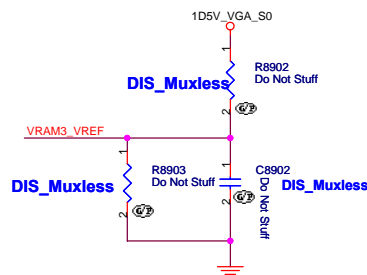 1D5V_VGA_S0
1
R8902
Do Not Stuff
DIS_Muxless
2
G/P
VRAM3_VREF
1
1
R8903
Do Not Stuff
C8902
Do Not Stuff
DIS_Muxless
DIS_Muxless
2
G/P
2
G/P